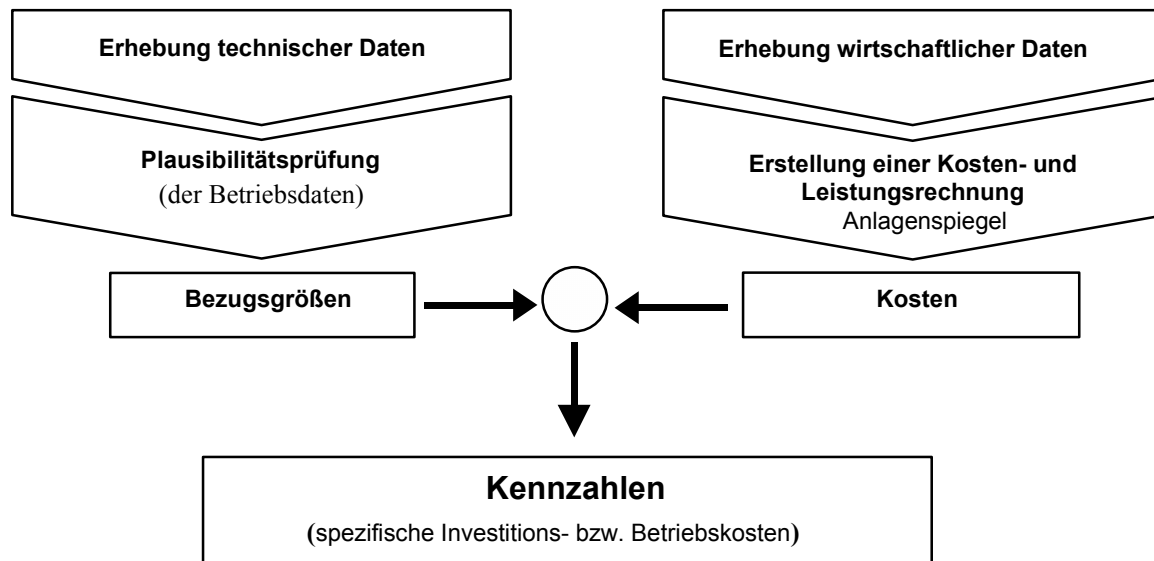 Erhebung technischer Daten
Erhebung wirtschaftlicher Daten
Plausibilitätsprüfung
(der Betriebsdaten)
Erstellung einer Kosten- und
Leistungsrechnung
Anlagenspiegel
Bezugsgrößen
Kosten
Kennzahlen
(spezifische Investitions- bzw. Betriebskosten)